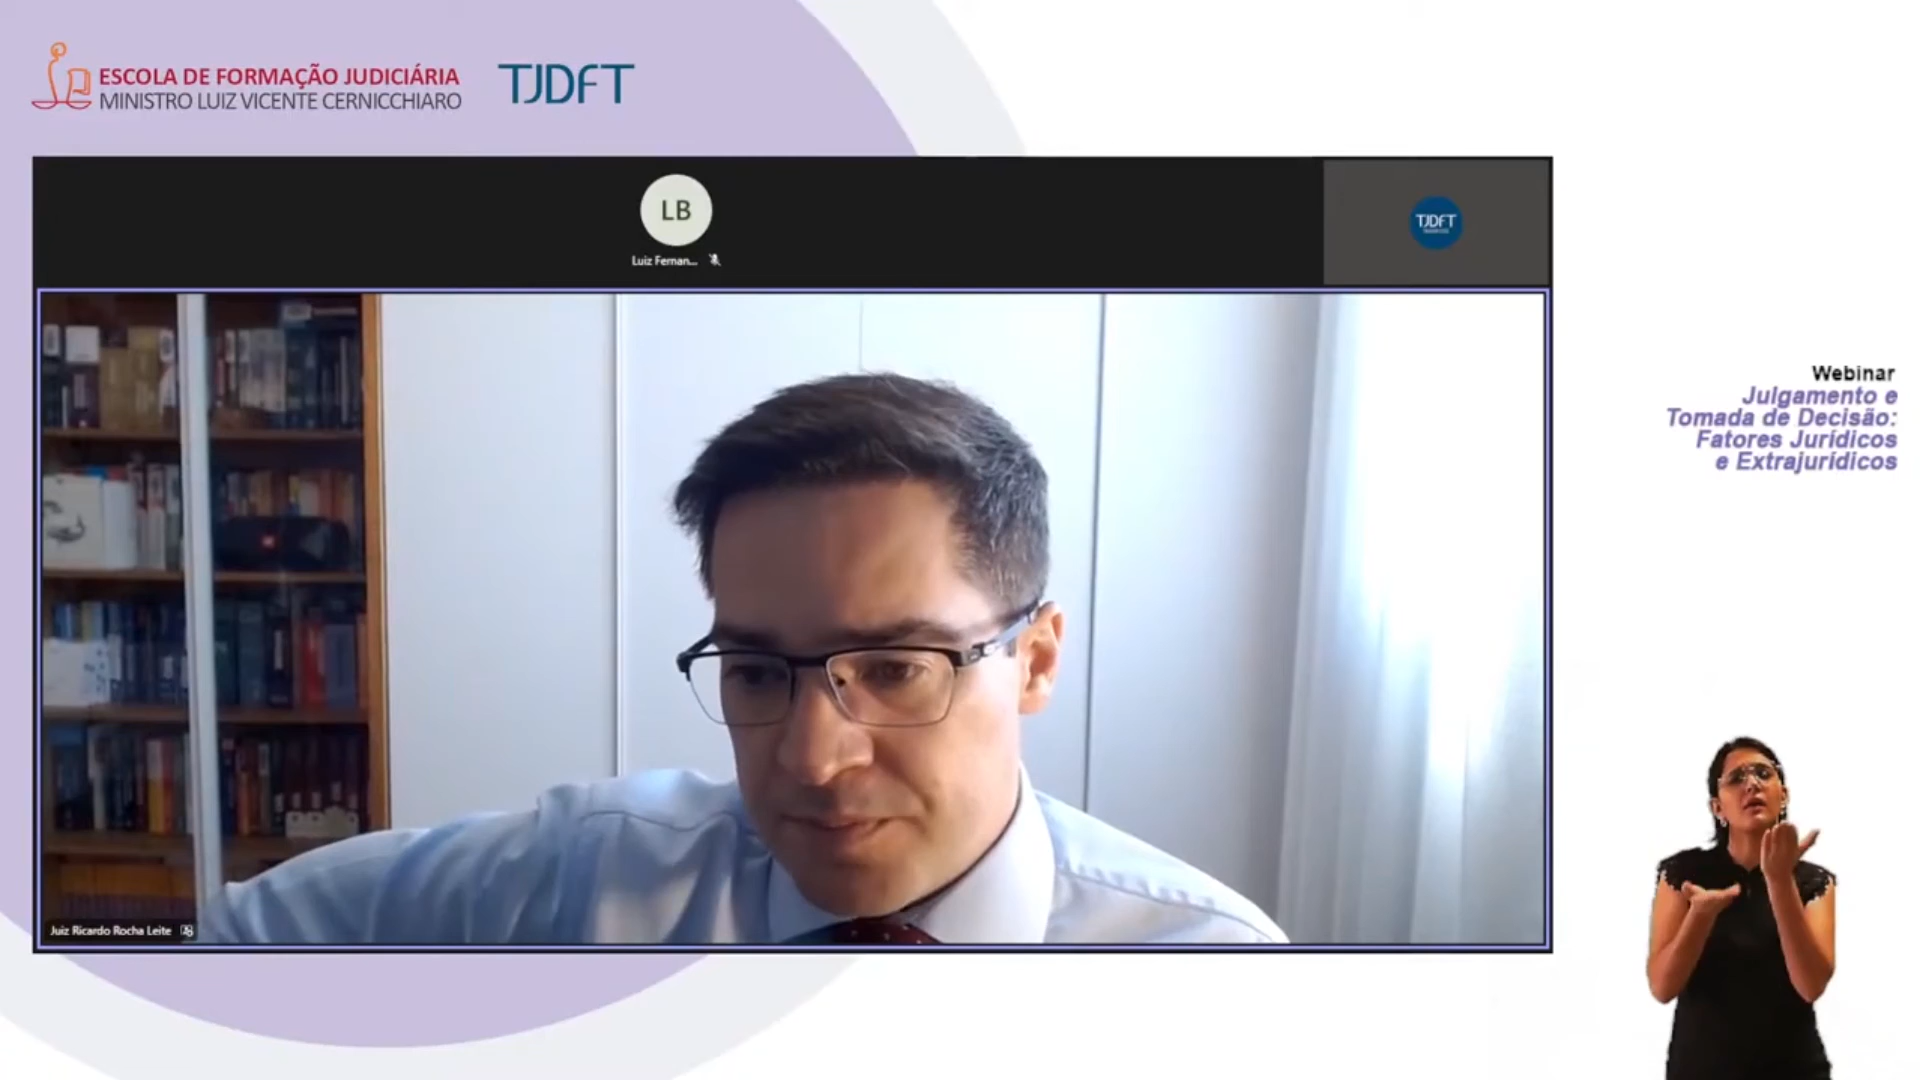 ESCOLA DE FORMAÇÃO JUDICIÁRIA
MINISTRO LUIZ VICENTE CERNICCHIARO
TJDFT
LB
Luiz Fernan...
TJDFT
Webinar
Julgamento e
Tomada de Decisão:
Fatores Jurídicos
e Extrajurídicos
Juiz Ricardo Rocha Leite